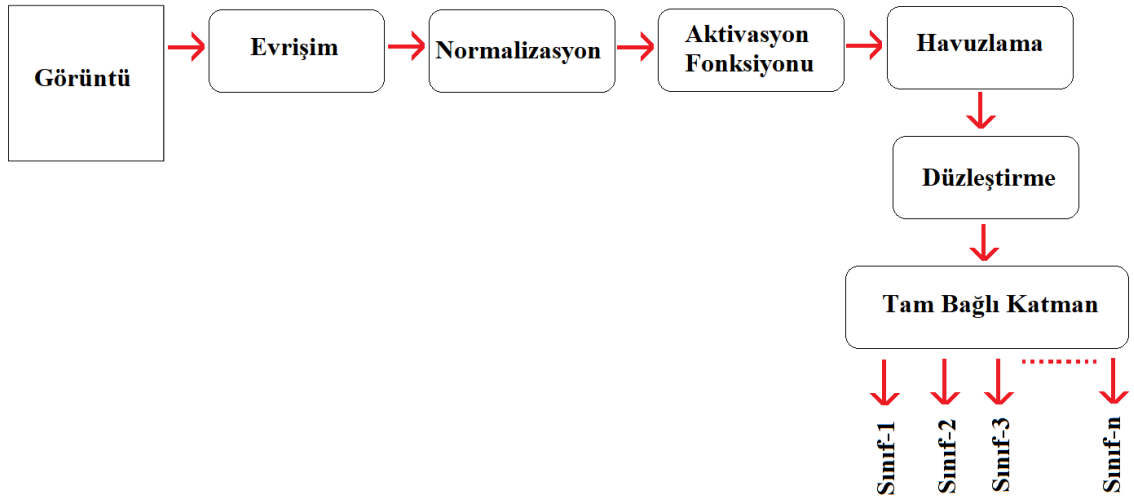 Görüntü
Evrişim
Normalizasyon
Aktivasyon
Fonksiyonu
Havuzlama
Düzleştirme
Tam Bağlı Katman
Sınıf-1
Sınıf-2
Sınıf-3
Sınıf-n